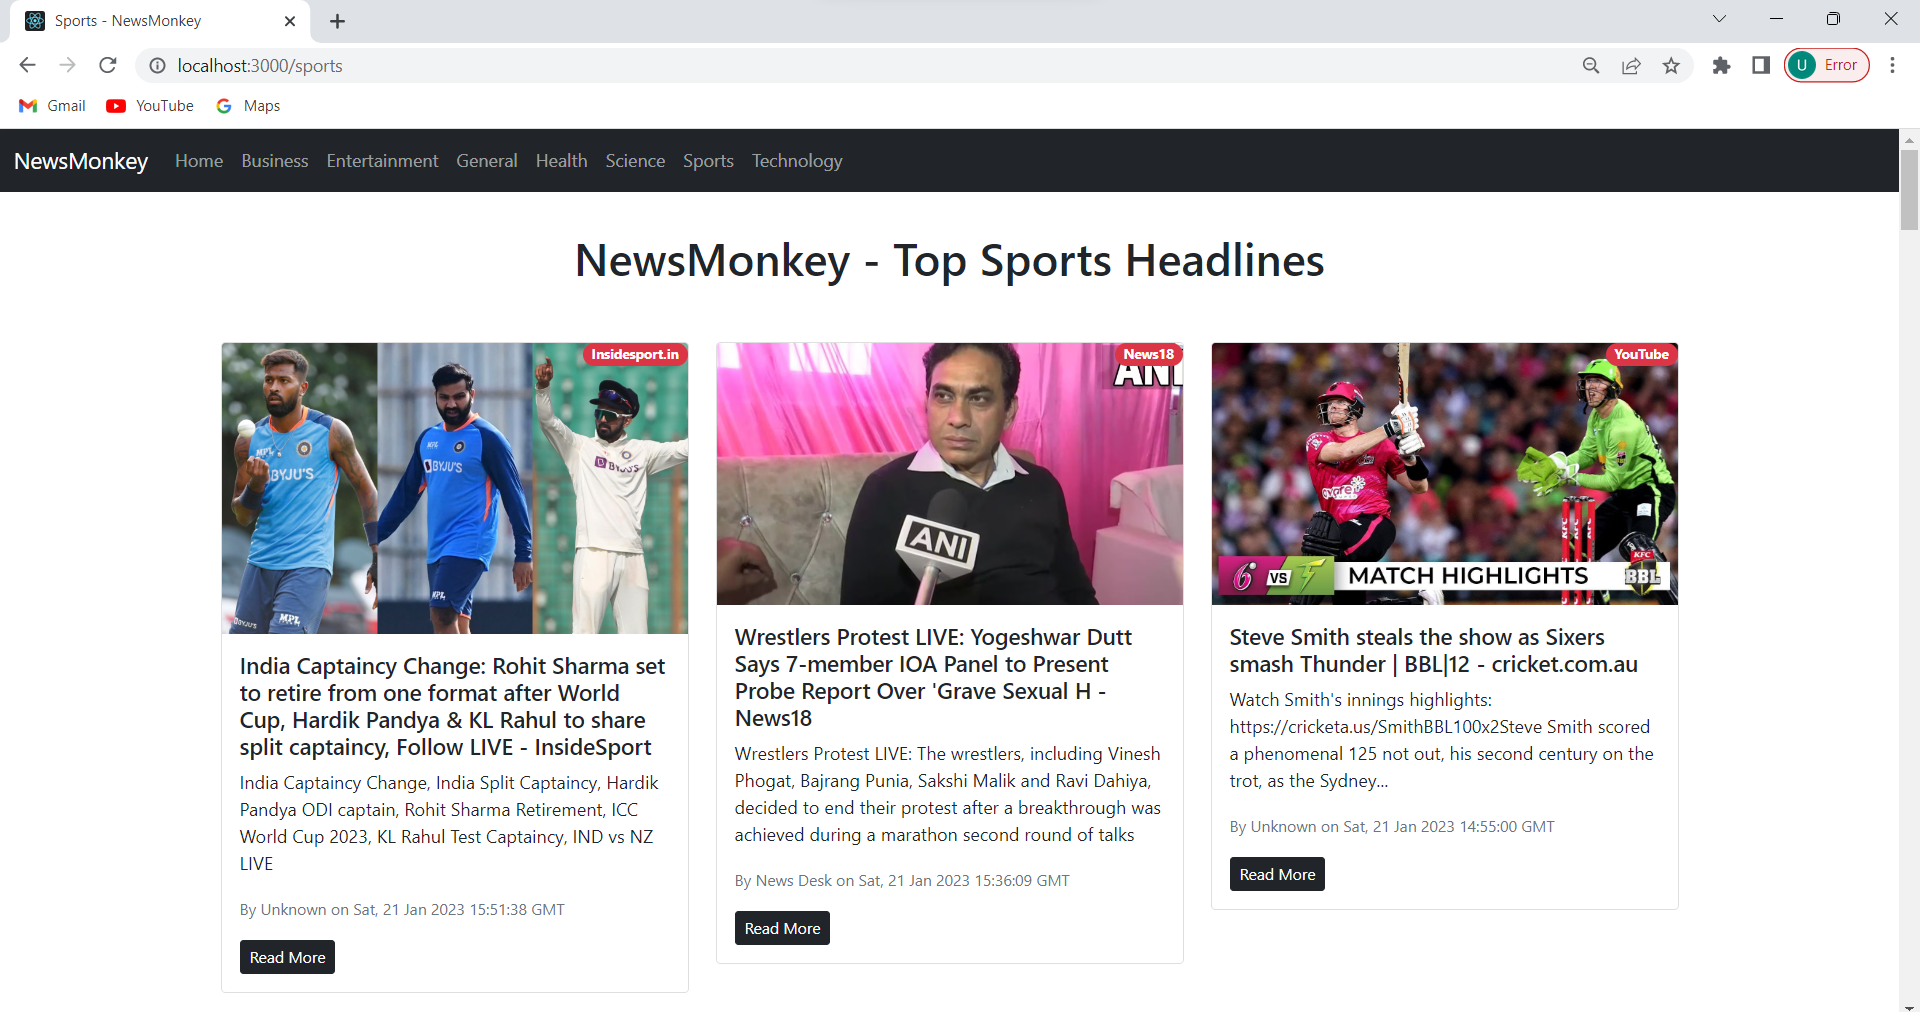 Sports - NewsMonkey
localhost:3000/sports
U Error
Gmail YouTube Maps
NewsMonkey Home Business Entertainment General Health Science Sports Technology
NewsMonkey - Top Sports Headlines
Insidesport.in
MPL
BYJU'S
MPL
BYJU'S
BYJU'S
BYJU'S
MPL
MPL
India Captaincy Change: Rohit Sharma set
to retire from one format after World
Cup, Hardik Pandya & KL Rahul to share
split captaincy, Follow LIVE - InsideSport
India Captaincy Change, India Split Captaincy, Hardik
Pandya ODI captain, Rohit Sharma Retirement, ICC
World Cup 2023, KL Rahul Test Captaincy, IND vs NZ
LIVE
By Unknown on Sat, 21 Jan 2023 15:51:38 GMT
Read More
News18
ANI
ANI
Wrestlers Protest LIVE: Yogeshwar Dutt
Says 7-member IOA Panel to Present
Probe Report Over 'Grave Sexual H -
News18
Wrestlers Protest LIVE: The wrestlers, including Vinesh
Phogat, Bajrang Punia, Sakshi Malik and Ravi Dahiya,
decided to end their protest after a breakthrough was
achieved during a marathon second round of talks
By News Desk on Sat, 21 Jan 2023 15:36:09 GMT
Read More
YouTube
KFC
6 VS MATCH HIGHLIGHTS
KFC
BBL
Steve Smith steals the show as Sixers
smash Thunder | BBL|12 - cricket.com.au
Watch Smith's innings highlights:
https://cricketa.us/SmithBBL100x2Steve Smith scored
a phenomenal 125 not out, his second century on the
trot, as the Sydney...
By Unknown on Sat, 21 Jan 2023 14:55:00 GMT
Read More